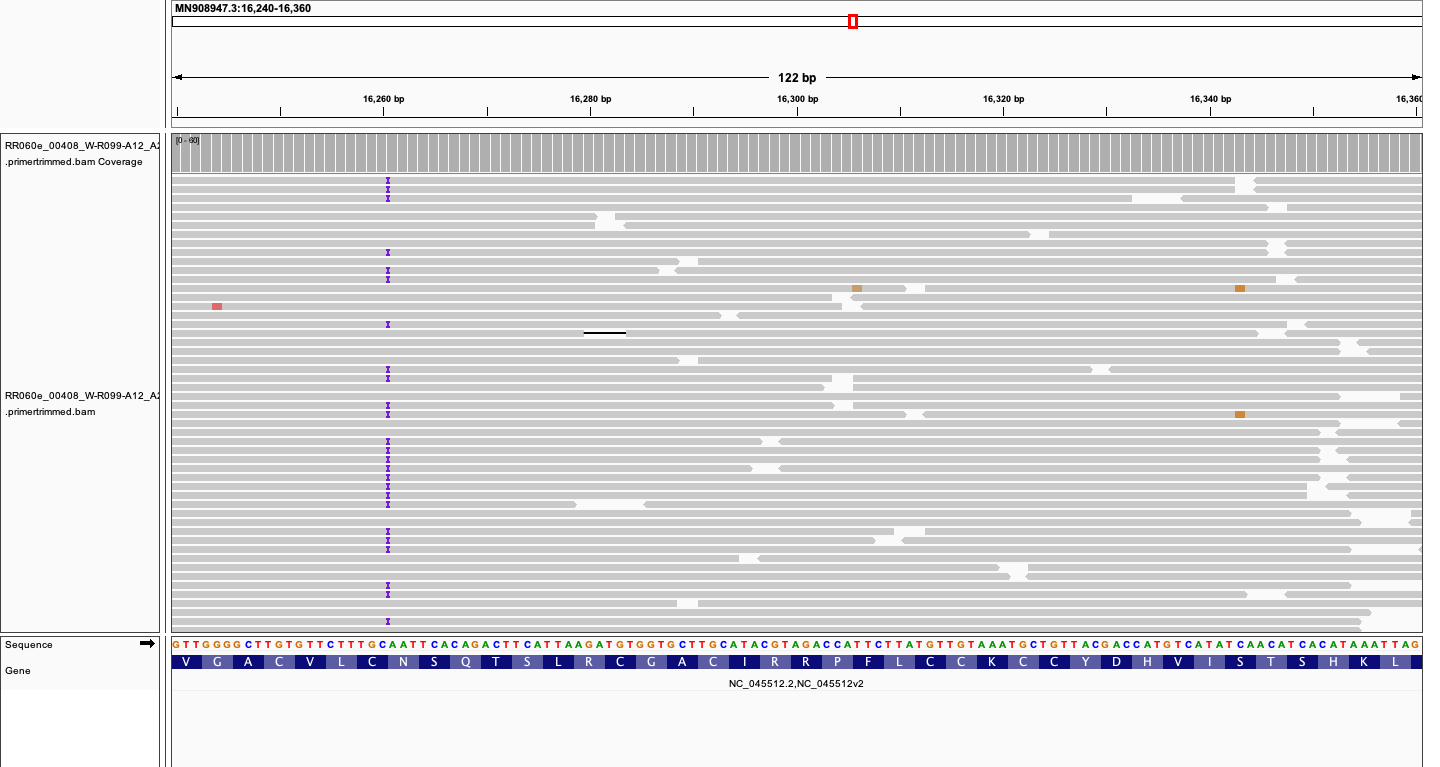 MN908947.3:16,240-16,360
122 bp
16,260 bp 16,280 bp 16,300 bp 16,320 bp 16,340 bp 16,360
RR060e_00408_W-R099-A12_A2
.primertrimmed.bam Coverage
[0 - 60]
RR060e_00408_W-R099-A12_A2
.primertrimmed.bam
Sequence
GTTGGGGCTTGTGTTCTTTGCAATTCACAGACTTCATTAAGATGTGGTGCTTGCATACGTAGACCATTCTTATGTTGTAAATGCTGTTACGACCATGTCATATCAACATCACATAAATTAG
Gene
V G A C V L C N S Q T S L R C G A C I R R P F L C C K C C Y D H V I S T S H K L
NC_045512.2,NC_045512v2